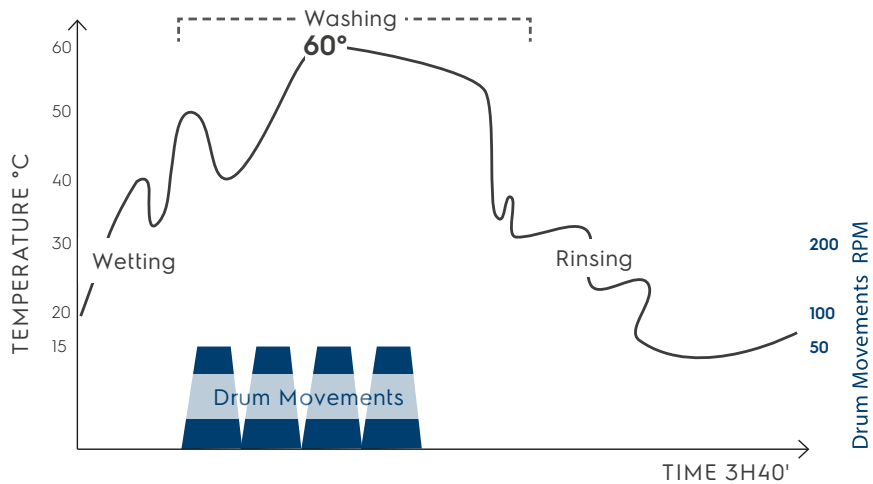 Washing
60°
60
50
40
30
20
15
TEMPERATURE °C
Wetting
Rinsing
200
100
50
Drum Movements RPM
Drum Movements
TIME 3H40'